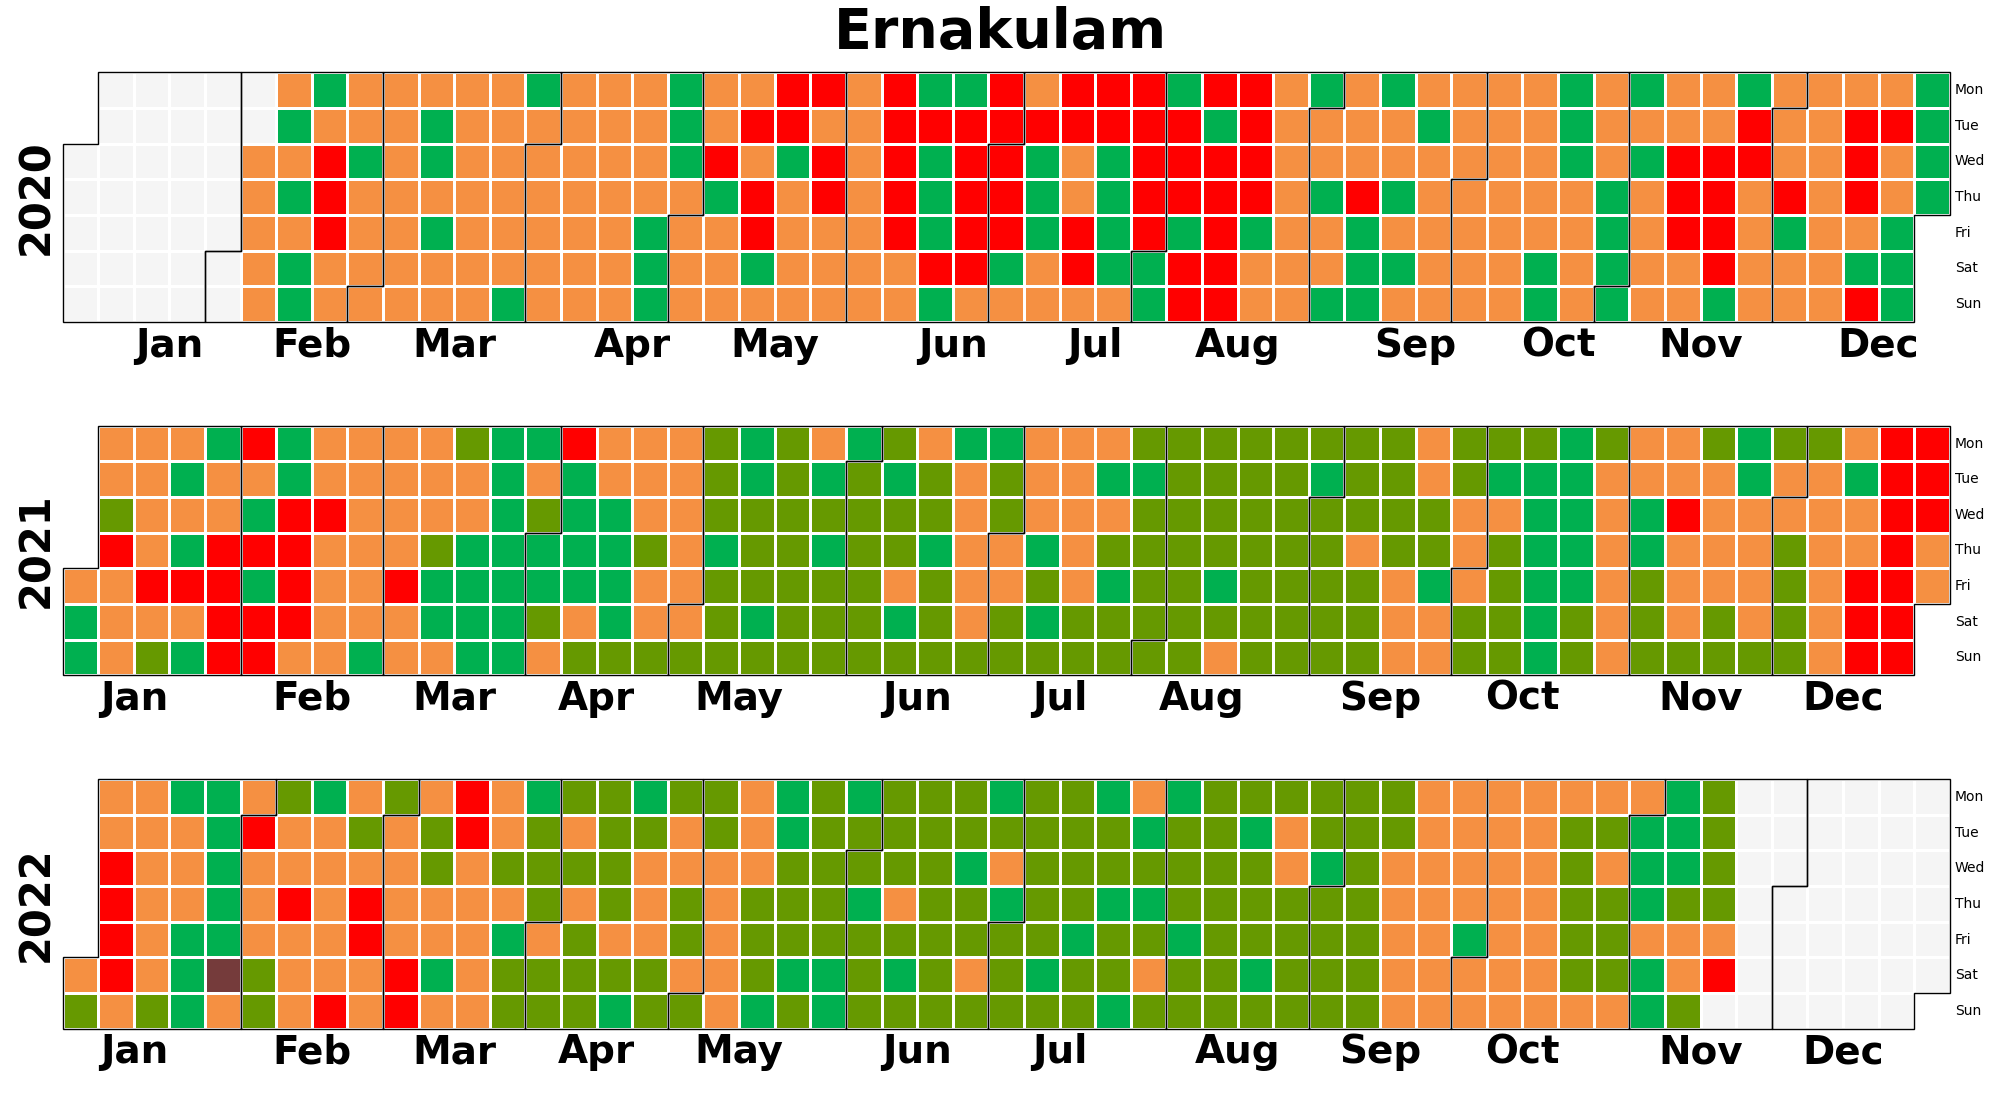 Ernakulam
2020
Mon
Tue
Wed
Thu
Fri
Sat
Sun
Jan Feb Mar Apr May Jun Jul Aug Sep Oct Nov Dec
2021
Mon
Tue
Wed
Thu
Fri
Sat
Sun
Jan Feb Mar Apr May Jun Jul Aug Sep Oct Nov Dec
2022
Mon
Tue
Wed
Thu
Fri
Sat
Sun
Jan Feb Mar Apr May Jun Jul Aug Sep Oct Nov Dec